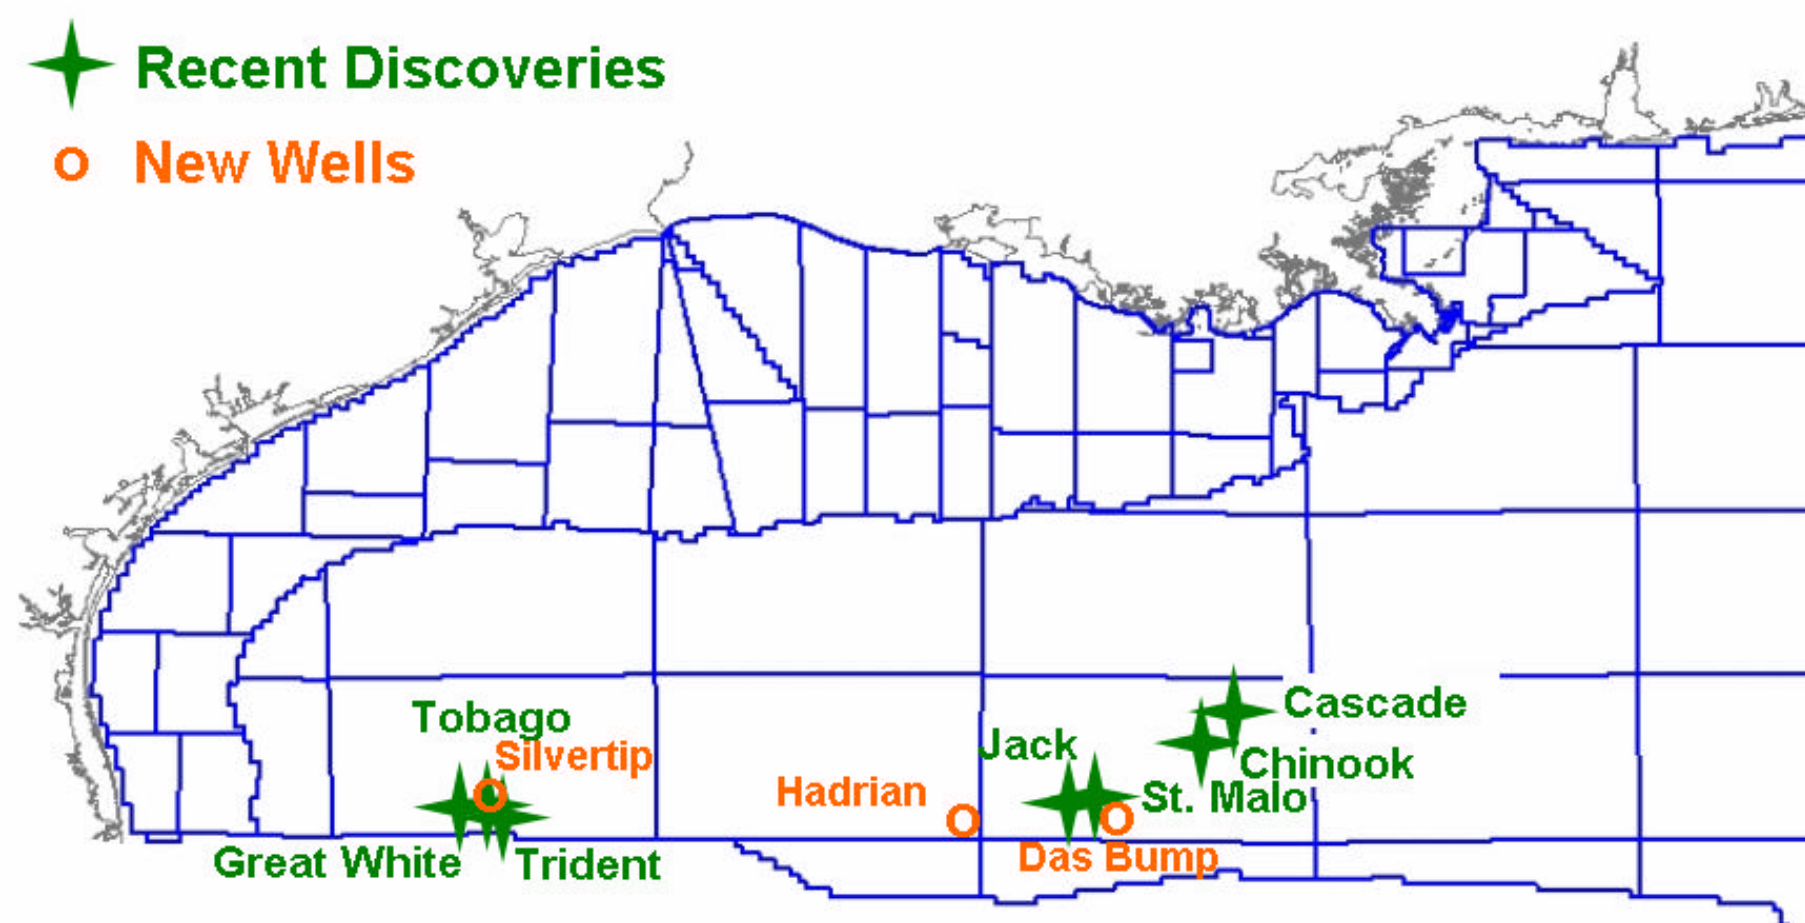 Recent Discoveries
New Wells
Tobago
Silvertip
Great White
Trident
Hadrian
Jack
Cascade
Chinook
St. Malo
Das Bump